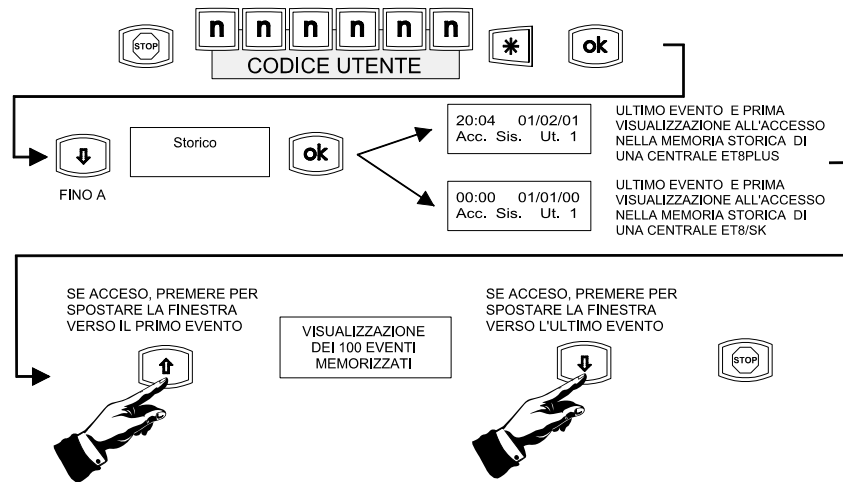 STOP n n n n n n * ok
CODICE UTENTE
Storico
ok
FINO A
20:04 01/02/01
Acc. Sis. Ut. 1
ULTIMO EVENTO E PRIMA
VISUALIZZAZIONE ALL'ACCESSO
NELLA MEMORIA STORICA DI
UNA CENTRALE ET8PLUS
00:00 01/01/00
Acc. Sis. Ut. 1
ULTIMO EVENTO E PRIMA
VISUALIZZAZIONE ALL'ACCESSO
NELLA MEMORIA STORICA DI
UNA CENTRALE ET8/SK
SE ACCESO, PREMERE PER
SPOSTARE LA FINESTRA
VERSO IL PRIMO EVENTO
VISUALIZZAZIONE
DEI 100 EVENTI
MEMORIZZATI
SE ACCESO, PREMERE PER
SPOSTARE LA FINESTRA
VERSO L'ULTIMO EVENTO
STOP